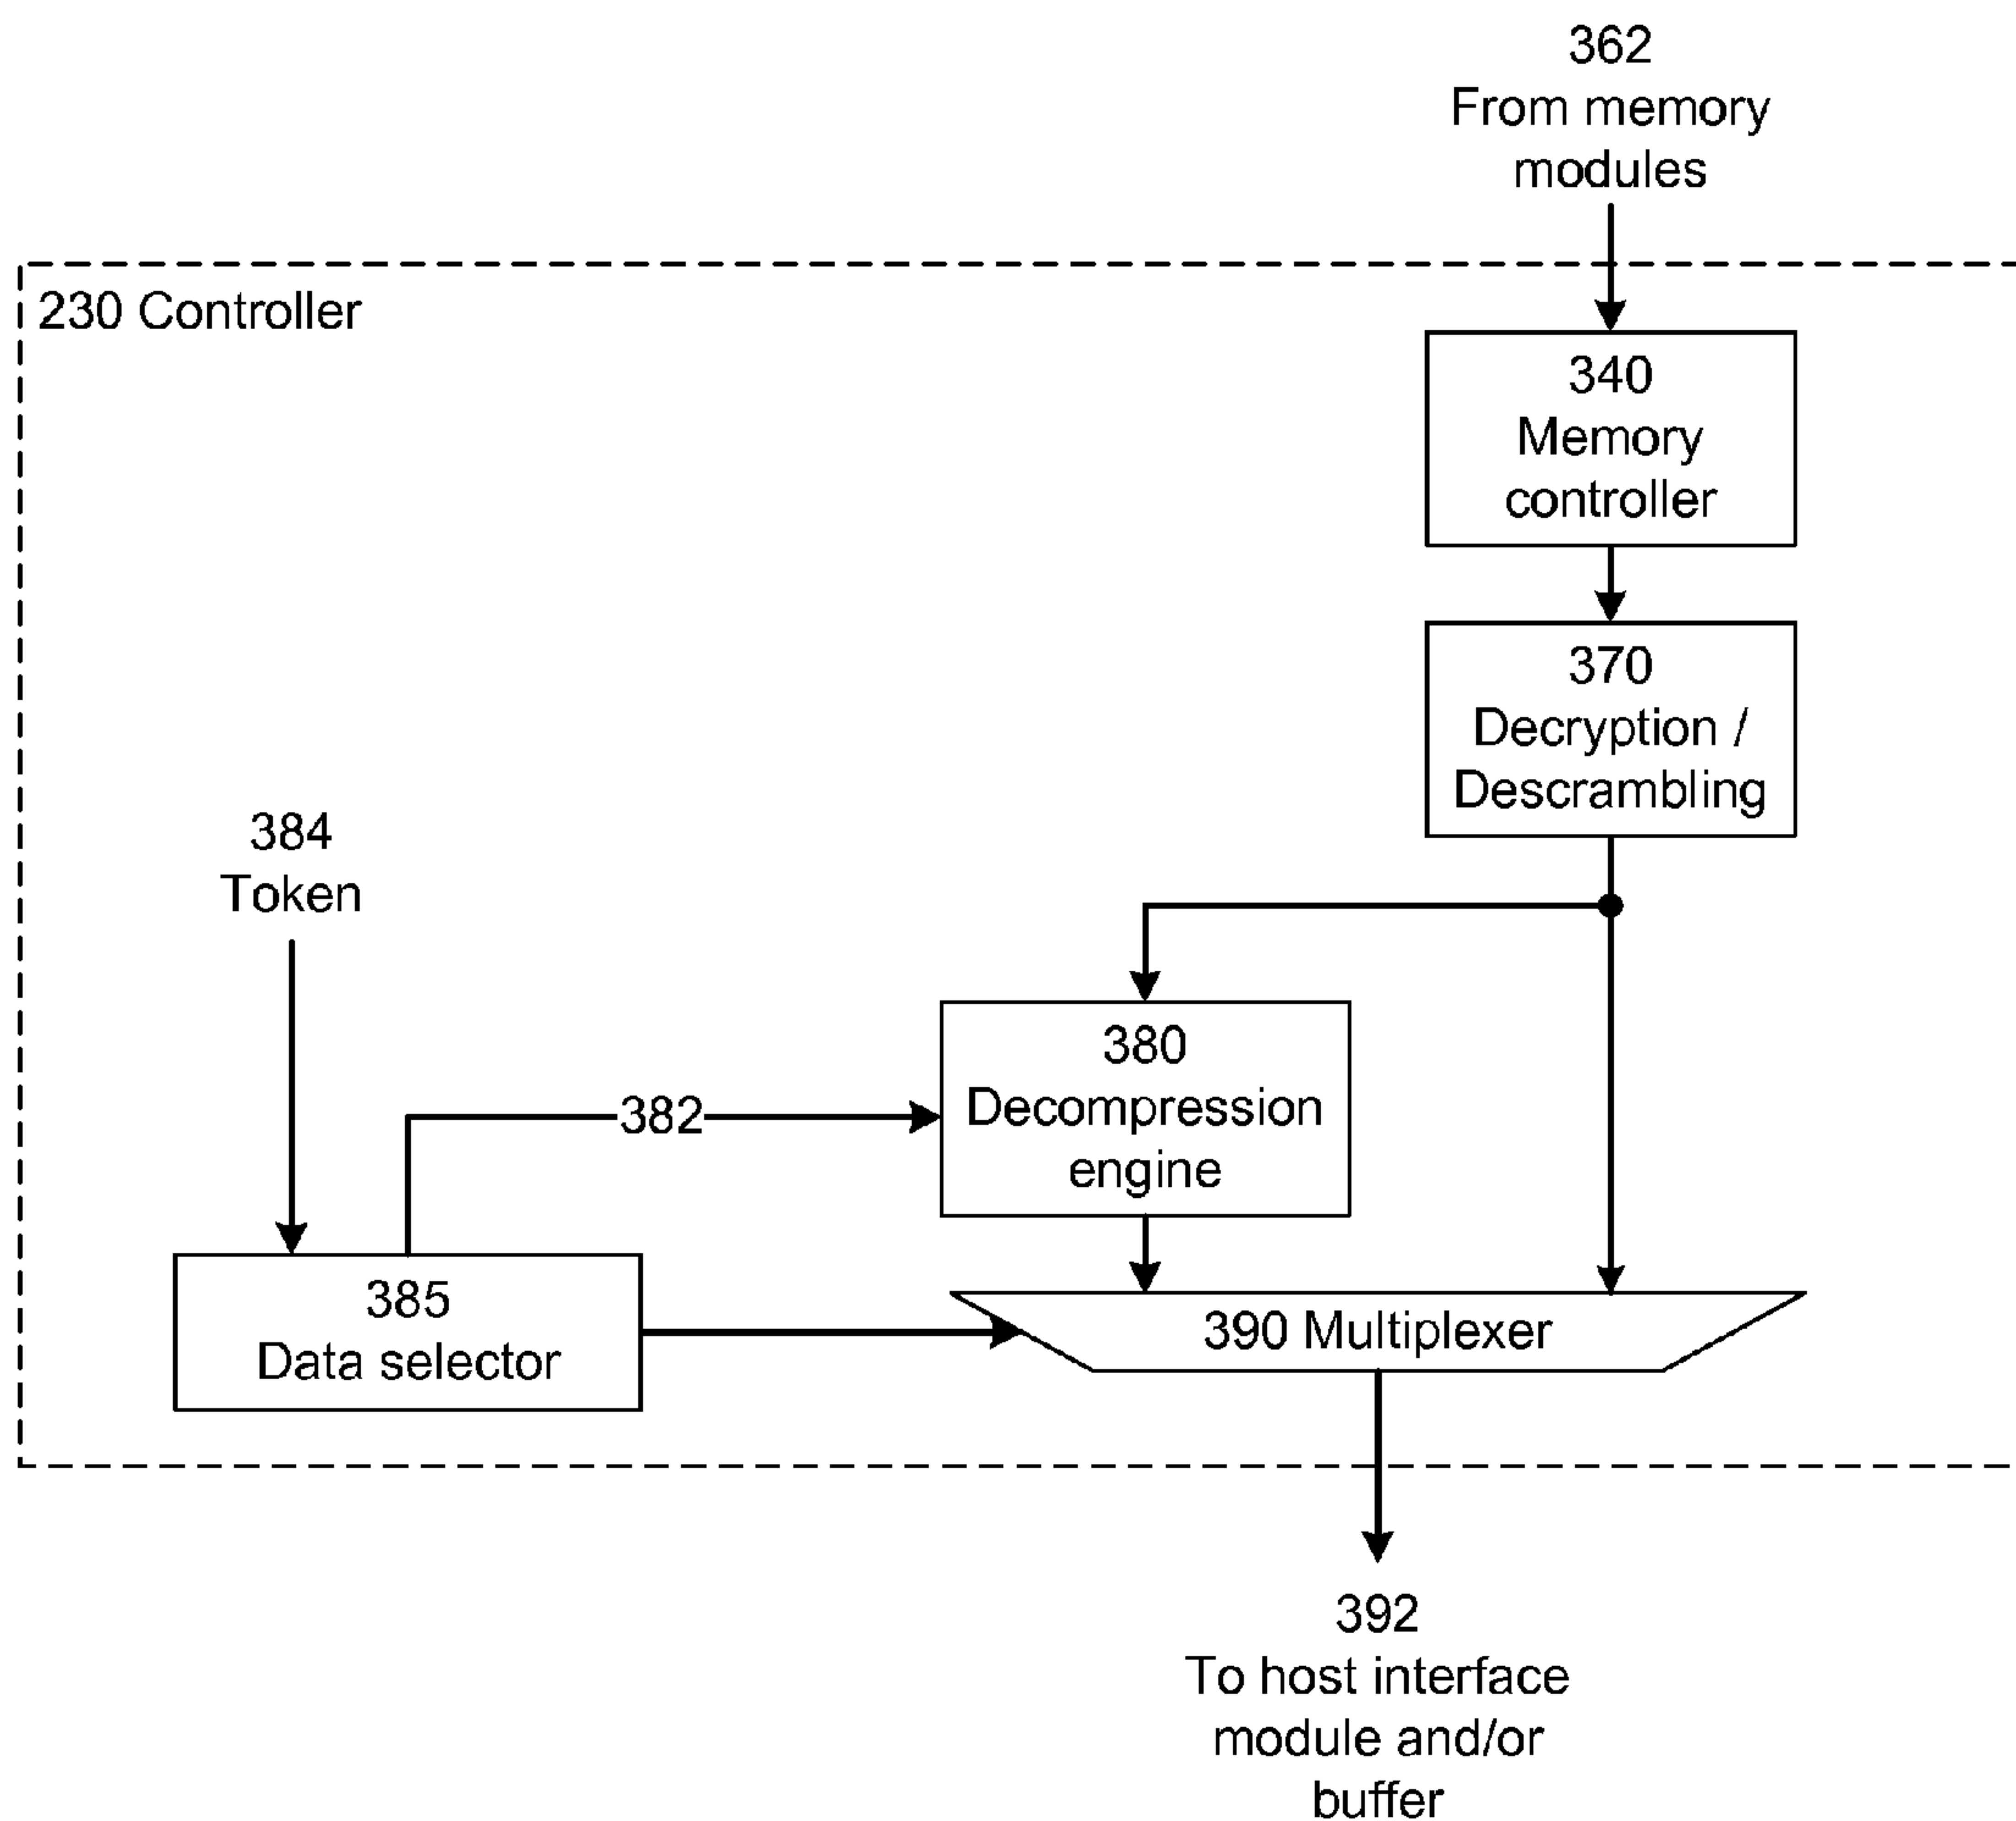 362
From memory
modules
230 Controller
340
Memory
controller
370
Decryption /
Descrambling
384
Token
380
Decompression
engine
382
385
Data selector
390 Multiplexer
392
To host interface
module and/or
buffer